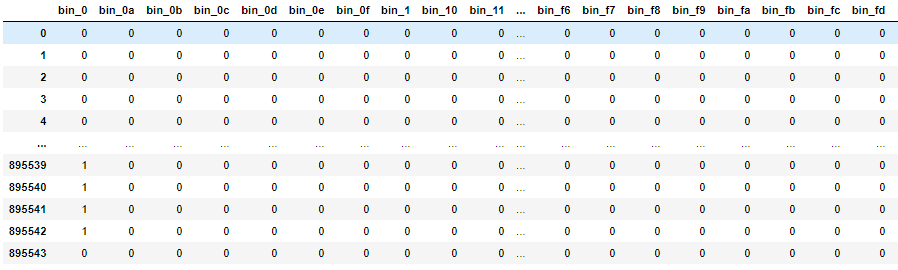 bin_0 bin_0a bin_0b bin_0c bin_0d bin_0e bin_0f bin_1 bin_10 bin_11 ... bin_f6 bin_f7 bin_f8 bin_f9 bin_fa bin_fb bin_fc bin_fd
0 0 0 0 0 0 0 0 0 0 0 ... 0 0 0 0 0 0 0 0
1 0 0 0 0 0 0 0 0 0 0 ... 0 0 0 0 0 0 0 0
2 0 0 0 0 0 0 0 0 0 0 ... 0 0 0 0 0 0 0 0
3 0 0 0 0 0 0 0 0 0 0 ... 0 0 0 0 0 0 0 0
4 0 0 0 0 0 0 0 0 0 0 ... 0 0 0 0 0 0 0 0
... ... ... ... ... ... ... ... ... ... ... ... ... ... ... ... ... ... ... ...
895539 1 0 0 0 0 0 0 0 0 0 ... 0 0 0 0 0 0 0 0
895540 1 0 0 0 0 0 0 0 0 0 ... 0 0 0 0 0 0 0 0
895541 1 0 0 0 0 0 0 0 0 0 ... 0 0 0 0 0 0 0 0
895542 1 0 0 0 0 0 0 0 0 0 ... 0 0 0 0 0 0 0 0
895543 0 0 0 0 0 0 0 0 0 0 ... 0 0 0 0 0 0 0 0